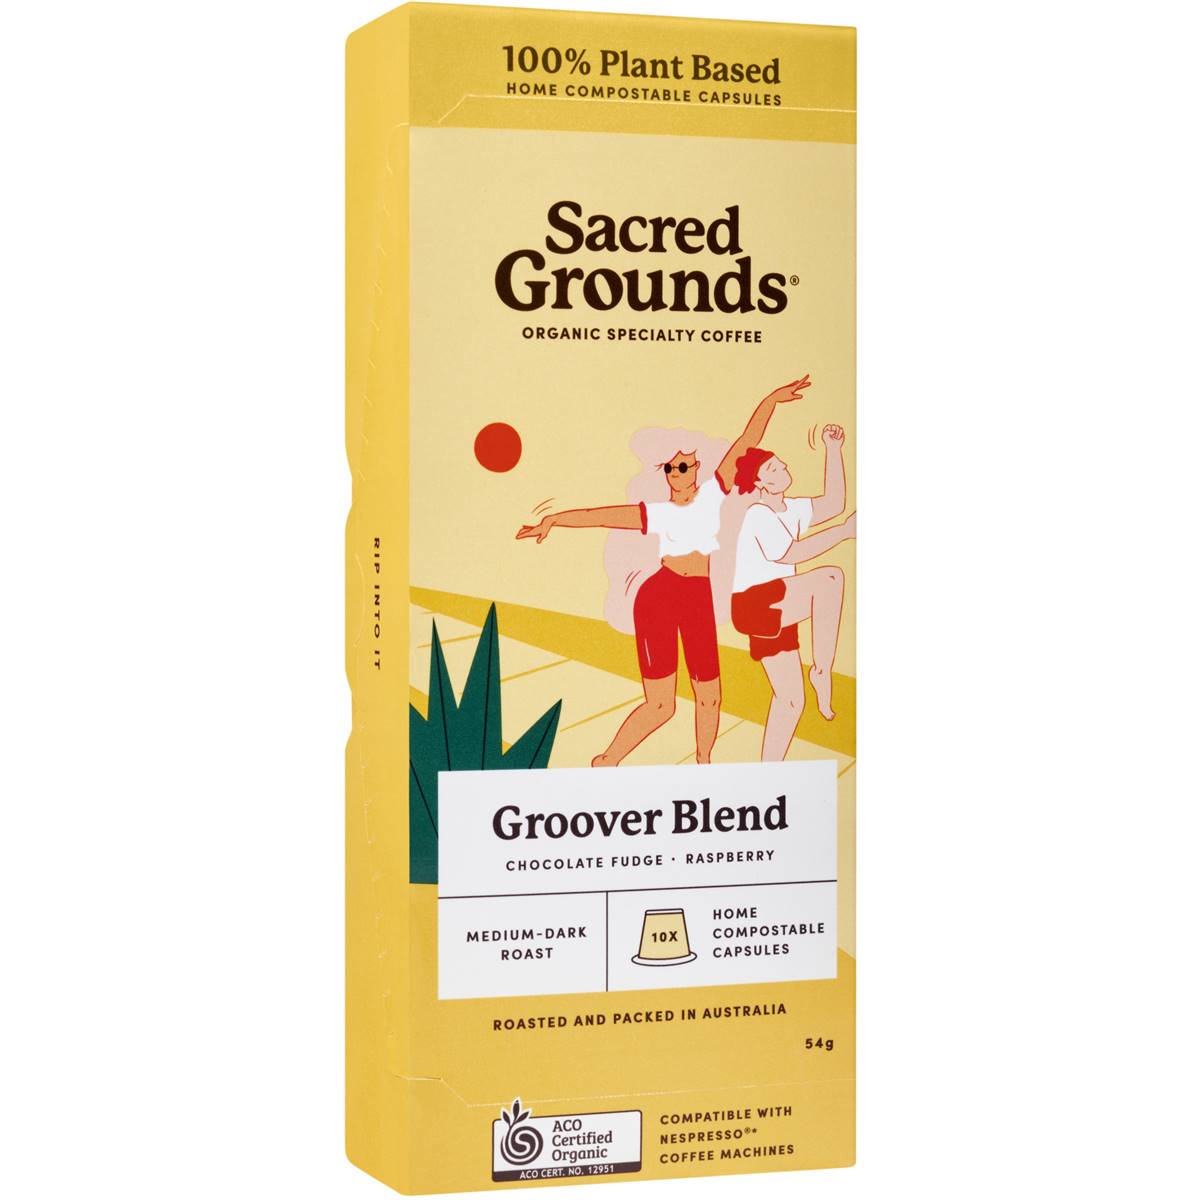 100% Plant Based
HOME COMPOSTABLE CAPSULES
Sacred
Grounds®
ORGANIC SPECIALTY COFFEE
RIP INTO IT
Groover Blend
CHOCOLATE FUDGE · RASPBERRY
MEDIUM-DARK
ROAST
10X
HOME
COMPOSTABLE
CAPSULES
ROASTED AND PACKED IN AUSTRALIA
54g
ACO
Certified
Organic
ACO CERT. NO. 12951
COMPATIBLE WITH
NESPRESSO®*
COFFEE MACHINES